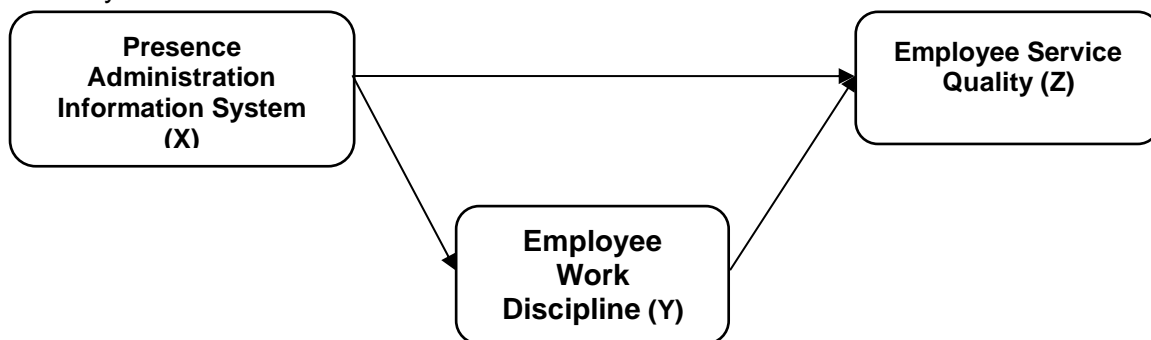 Presence
Administration
Information System
(X)
Employee Service
Quality (Z)
Employee
Work
Discipline (Y)